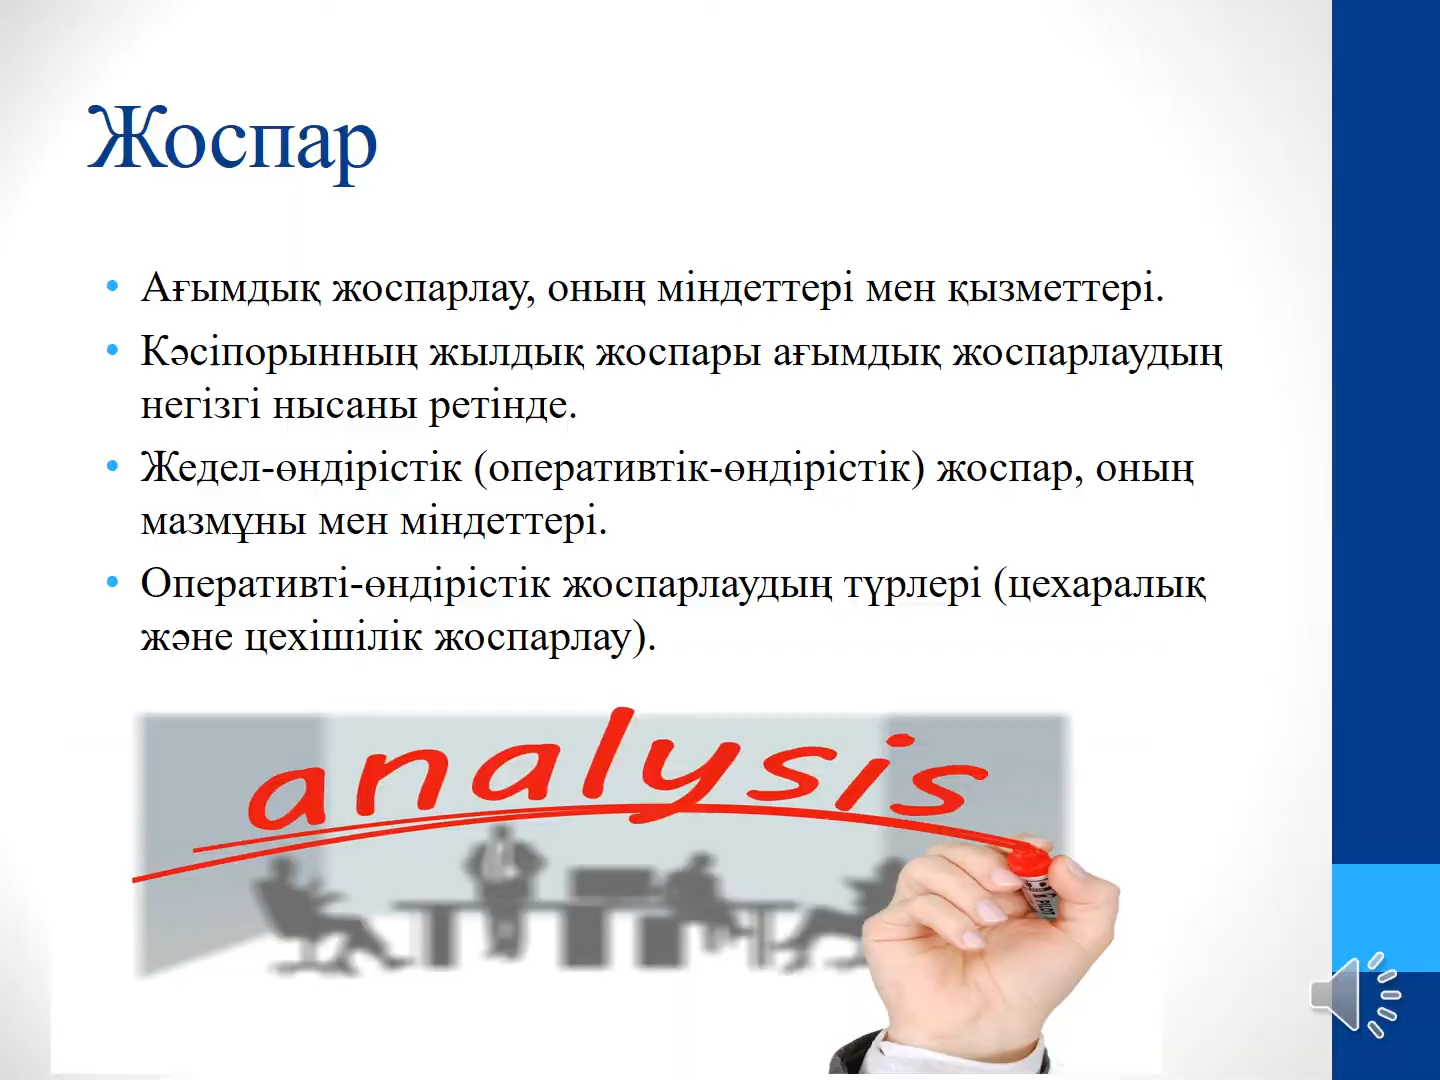 Жоспар
• Ағымдық жоспарлау, оның міндеттері мен қызметтері.
• Кәсіпорынның жылдық жоспары ағымдық жоспарлаудың
негізгі нысаны ретінде.
• Жедел-өндірістік (оперативтік-өндірістік) жоспар, оның
мазмұны мен міндеттері.
• Оперативті-өндірістік жоспарлаудың түрлері (цехаралық
және цехішілік жоспарлау).
analysis
PILOT